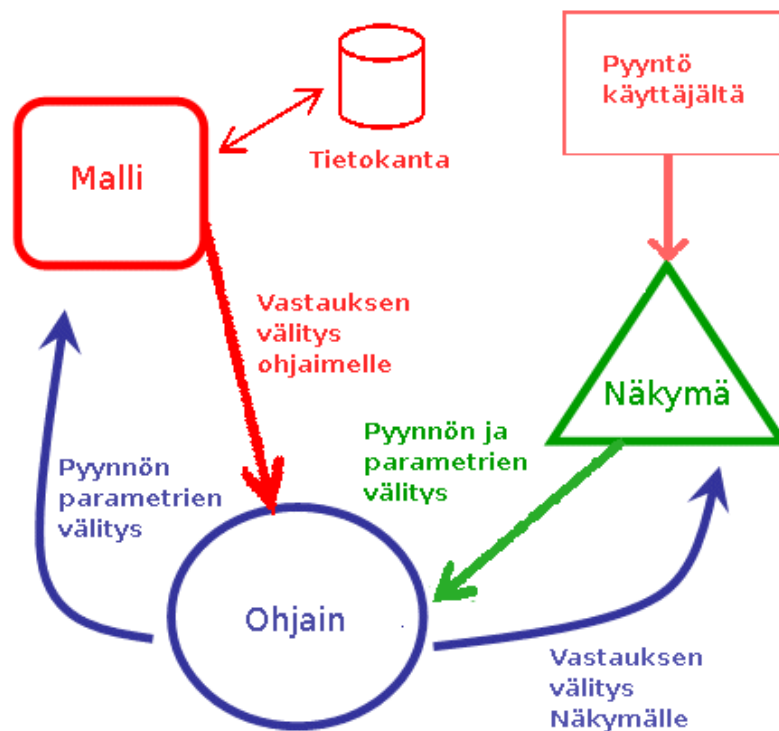 Pyyntö
käyttäjältä
Tietokanta
Malli
Vastauksen
välitys
ohjaimelle
Näkymä
Pyynnön ja
parametrien
välitys
Pyynnön
parametrien
välitys
Ohjain
Vastauksen
välitys
Näkymälle